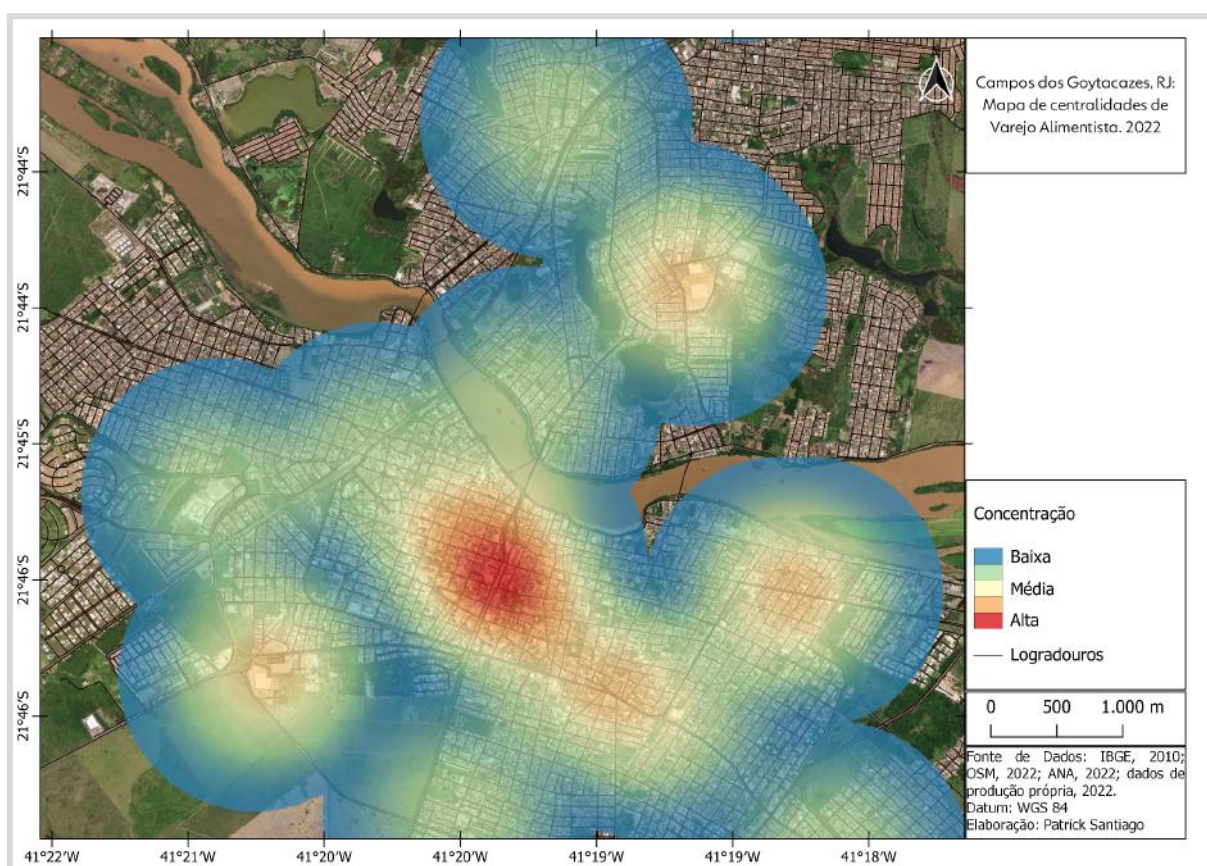 Campos dos Goytacazes, RJ:
Mapa de centralidades de
Varejo Alimentista. 2022
21°44'S
21°44'S
21°45'S
21°46'S
21°46'S
Concentração
Baixa
Média
Alta
Logradouros
0 500 1.000 m
Fonte de Dados: IBGE, 2010;
OSM, 2022; ANA, 2022; dados de
produção própria, 2022.
Datum: WGS 84
Elaboração: Patrick Santiago
41°22'W 41°21'W 41°20'W 41°20'W 41°19'W 41°19'W 41°18'W